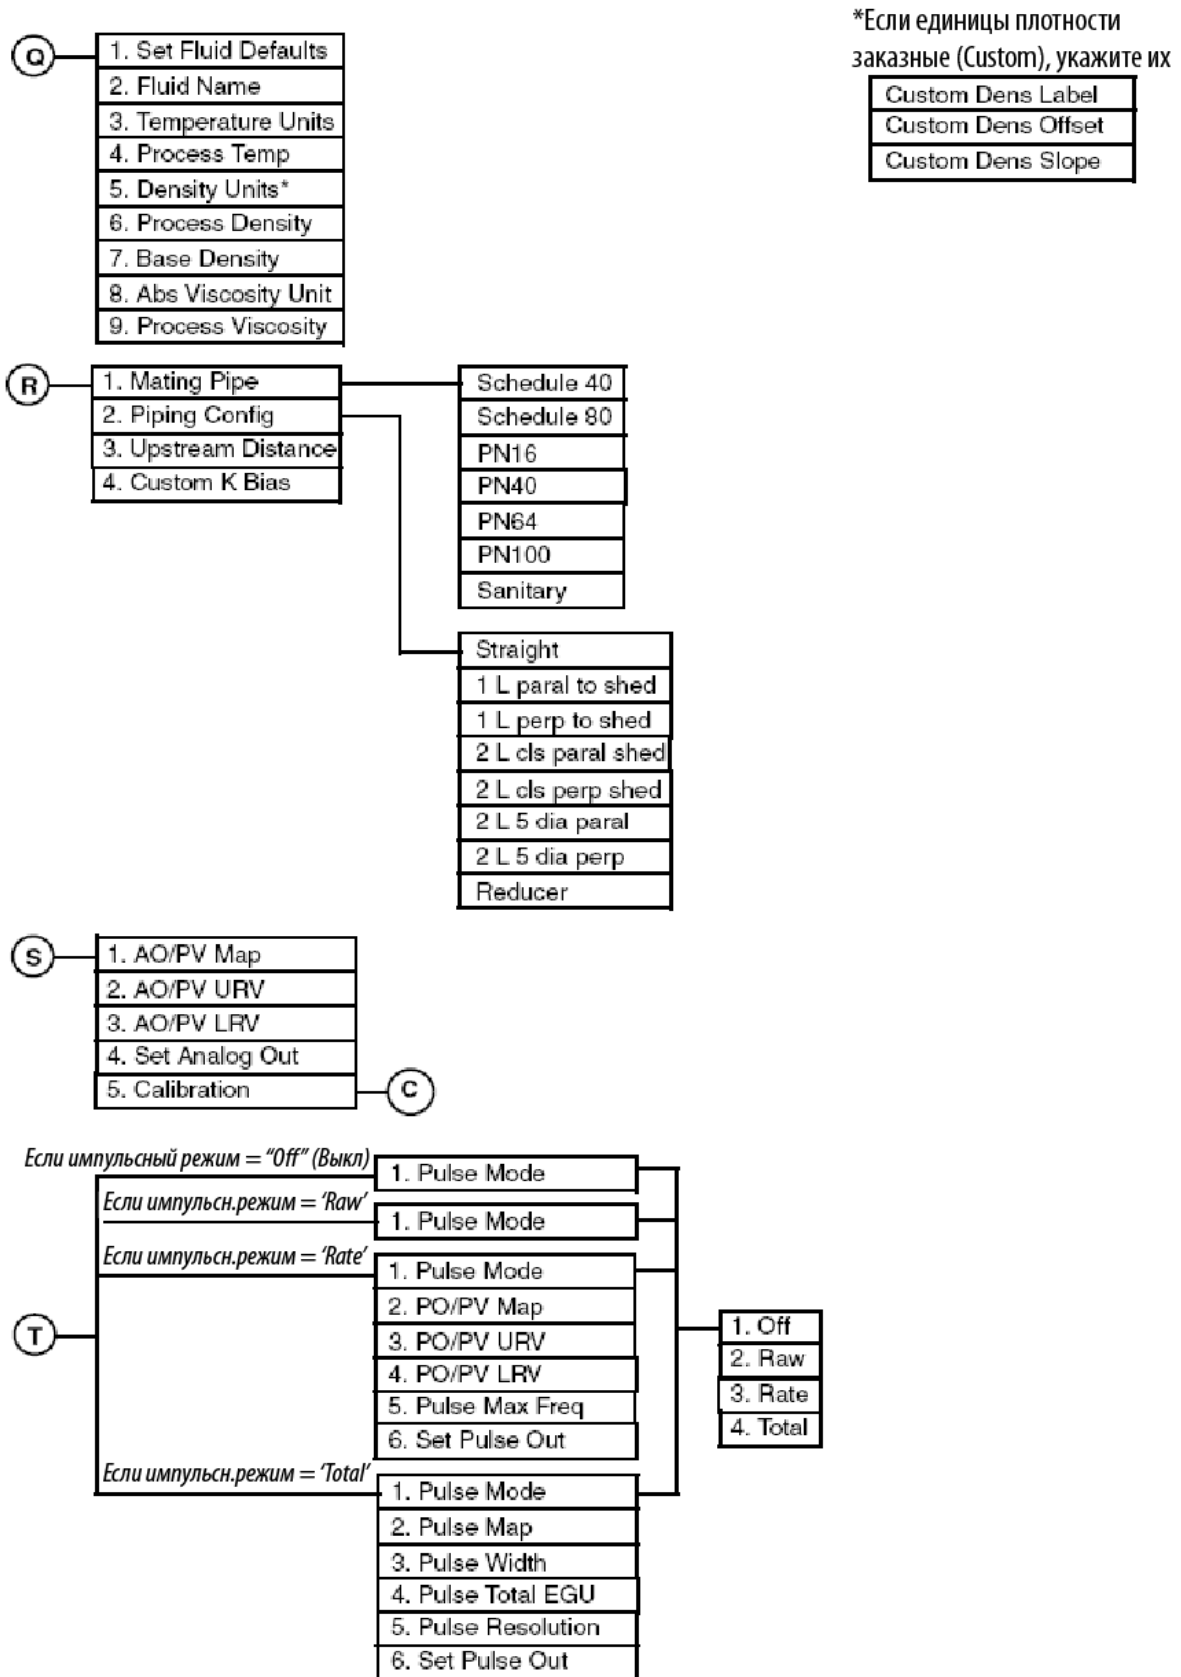 *Если единицы плотности
заказные (Custom), укажите их
Custom Dens Label
Custom Dens Offset
Custom Dens Slope
Q
1. Set Fluid Defaults
2. Fluid Name
3. Temperature Units
4. Process Temp
5. Density Units*
6. Process Density
7. Base Density
8. Abs Viscosity Unit
9. Process Viscosity
R
1. Mating Pipe
2. Piping Config
3. Upstream Distance
4. Custom K Bias
Schedule 40
Schedule 80
PN16
PN40
PN64
PN100
Sanitary
Straight
1 L paral to shed
1 L perp to shed
2 L cls paral shed
2 L cls perp shed
2 L 5 dia paral
2 L 5 dia perp
Reducer
S
1. AO/PV Map
2. AO/PV URV
3. AO/PV LRV
4. Set Analog Out
5. Calibration
C
T
Если импульсный режим = “Off” (Выкл)
1. Pulse Mode
Если импульсн.режим = ‘Raw’
1. Pulse Mode
Если импульсн.режим = ‘Rate’
1. Pulse Mode
2. PO/PV Map
3. PO/PV URV
4. PO/PV LRV
5. Pulse Max Freq
6. Set Pulse Out
Если импульсн.режим = ‘Total’
1. Pulse Mode
2. Pulse Map
3. Pulse Width
4. Pulse Total EGU
5. Pulse Resolution
6. Set Pulse Out
1. Off
2. Raw
3. Rate
4. Total